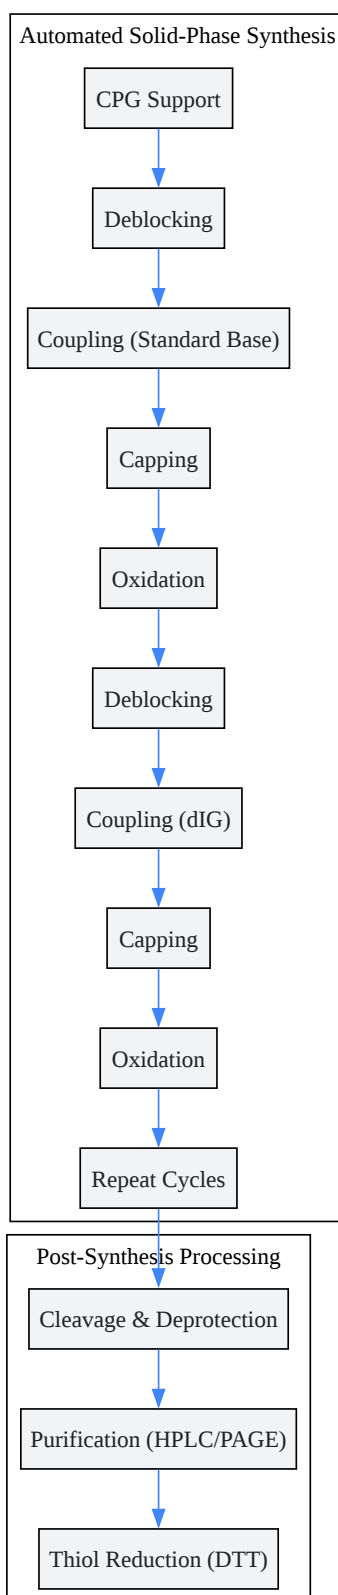 Automated Solid-Phase Synthesis
CPG Support
Deblocking
Coupling (Standard Base)
Capping
Oxidation
Deblocking
Coupling (dIG)
Capping
Oxidation
Repeat Cycles
Post-Synthesis Processing
Cleavage & Deprotection
Purification (HPLC/PAGE)
Thiol Reduction (DTT)